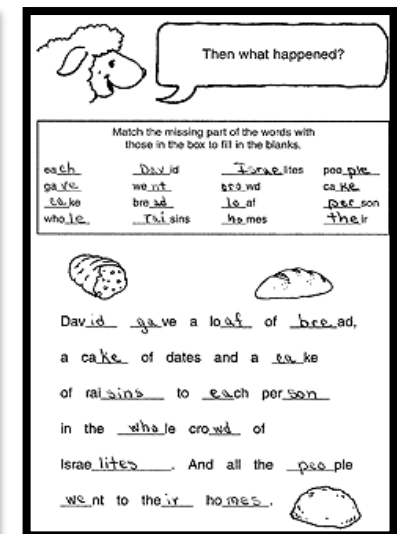 Then what happened?
Match the missing part of the words with
those in the box to fill in the blanks.
each David Israelites people
gave went crowd cake
cake bread loaf person
whole raisins homes their
David gave a loaf of bread,
a cake of dates and a cake
of raisins to each person
in the whole crowd of
Israelites. And all the people
went to their homes.